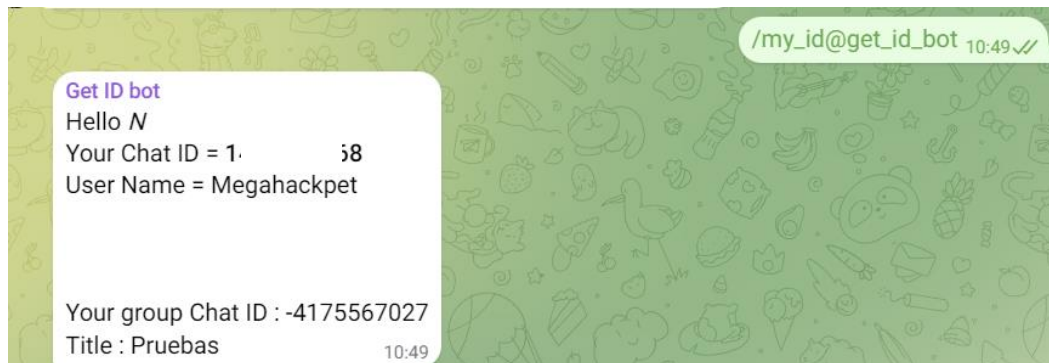 /my_id@get_id_bot 10:49
Get ID bot
Hello N
Your Chat ID = 1 58
User Name = Megahackpet
Your group Chat ID : -4175567027
Title : Pruebas
10:49